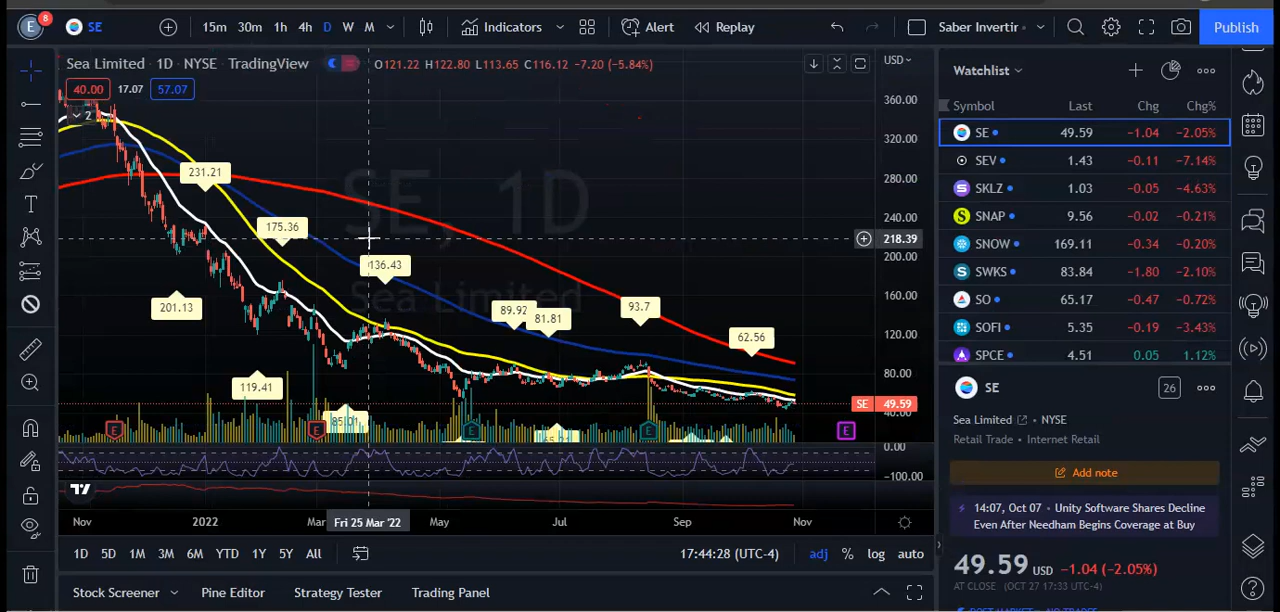 E 8 SE 15m 30m 1h 4h D W M Indicators Alert Replay Saber Invertir Publish
Sea Limited · 1D · NYSE TradingView O121.22 H122.80 L113.65 C116.12 −7.20 (−5.84%) USD
40.00 17.07 57.07
2
SE, 1D
Sea Limited
231.21
175.36
136.43
201.13
119.41
89.92
81.81
93.7
62.56
E E E E E
360.00
320.00
280.00
240.00
218.39
200.00
160.00
120.00
80.00
SE 49.59
40.00
0.00
−100.00
Nov 2022 Mar Fri 25 Mar '22 May Jul Sep Nov
1D 5D 1M 3M 6M YTD 1Y 5Y All 17:44:28 (UTC-4) adj % log auto
Stock Screener Pine Editor Strategy Tester Trading Panel
Watchlist
Symbol Last Chg Chg%
SE 49.59 −1.04 −2.05%
SEV 1.43 −0.11 −7.14%
SKLZ 1.03 −0.05 −4.63%
SNAP 9.56 −0.02 −0.21%
SNOW 169.11 −0.34 −0.20%
SWKS 83.84 −1.80 −2.10%
SO 65.17 −0.47 −0.72%
SOFI 5.35 −0.19 −3.43%
SPCE 4.51 0.05 1.12%
SE 26
Sea Limited · NYSE
Retail Trade · Internet Retail
Add note
14:07, Oct 07 · Unity Software Shares Decline
Even After Needham Begins Coverage at Buy
49.59 USD −1.04 (−2.05%)
AT CLOSE (OCT 27 17:33 UTC-4)